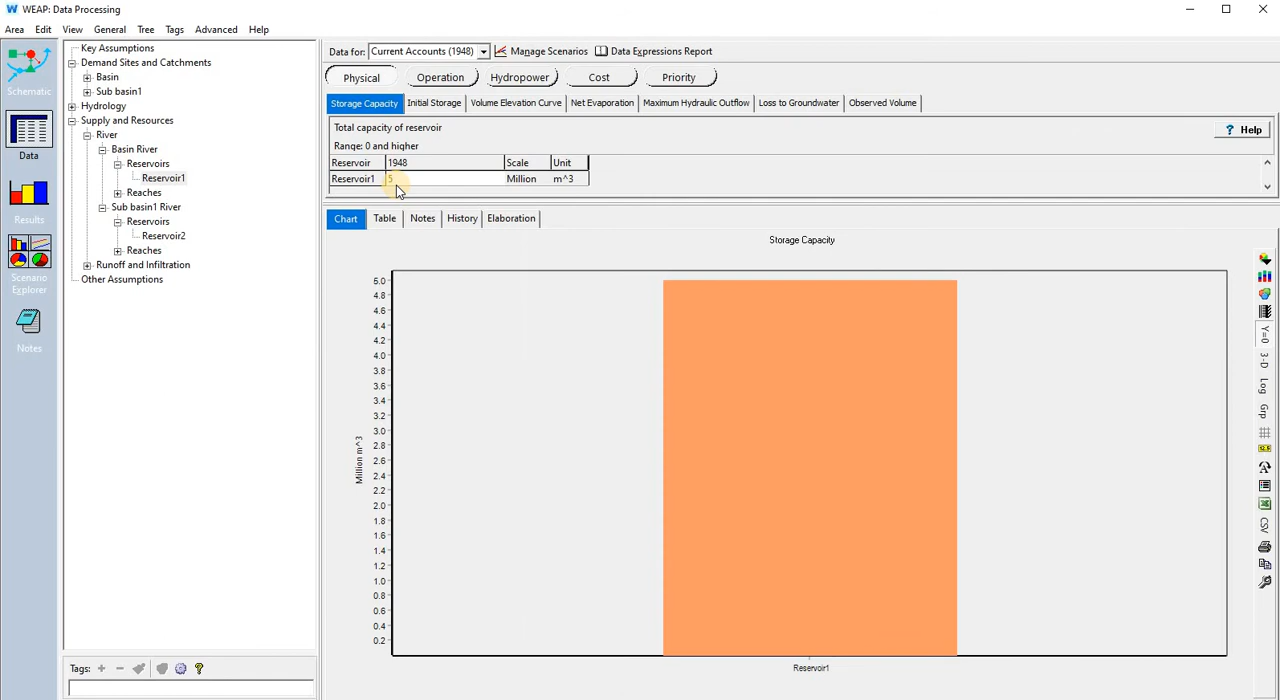 WEAP: Data Processing
Area Edit View General Tree Tags Advanced Help
Schematic
Data
Results
Scenario
Explorer
Notes
Key Assumptions
Demand Sites and Catchments
Basin
Sub basin1
Hydrology
Supply and Resources
River
Basin River
Reservoirs
Reservoir1
Reaches
Sub basin1 River
Reservoirs
Reservoir2
Reaches
Runoff and Infiltration
Other Assumptions
Tags:
Data for: Current Accounts (1948) Manage Scenarios Data Expressions Report
Physical Operation Hydropower Cost Priority
Storage Capacity Initial Storage Volume Elevation Curve Net Evaporation Maximum Hydraulic Outflow Loss to Groundwater Observed Volume
Total capacity of reservoir
? Help
Range: 0 and higher
Reservoir 1948 Scale Unit
Reservoir1 5 Million m^3
Chart Table Notes History Elaboration
Storage Capacity
5.0
4.8
4.6
4.4
4.2
4.0
3.8
3.6
3.4
3.2
3.0
2.8
2.6
2.4
2.2
2.0
1.8
1.6
1.4
1.2
1.0
0.8
0.6
0.4
0.2
Million m^3
Reservoir1
Y=0
3-D
Log
Grp
CSV